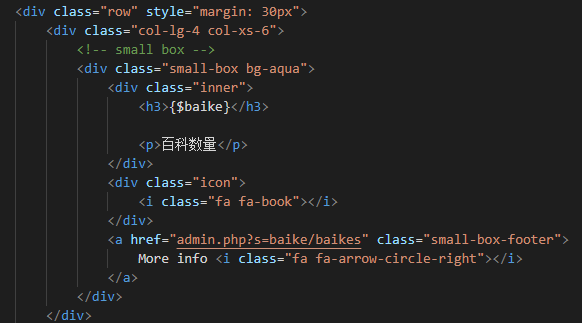 <div class="row" style="margin: 30px">
<div class="col-lg-4 col-xs-6">
<!-- small box -->
<div class="small-box bg-aqua">
<div class="inner">
<h3>{$baike}</h3>
<p>百科数量</p>
</div>
<div class="icon">
<i class="fa fa-book"></i>
</div>
<a href="admin.php?s=baike/baikes" class="small-box-footer">
More info <i class="fa fa-arrow-circle-right"></i>
</a>
</div>
</div>